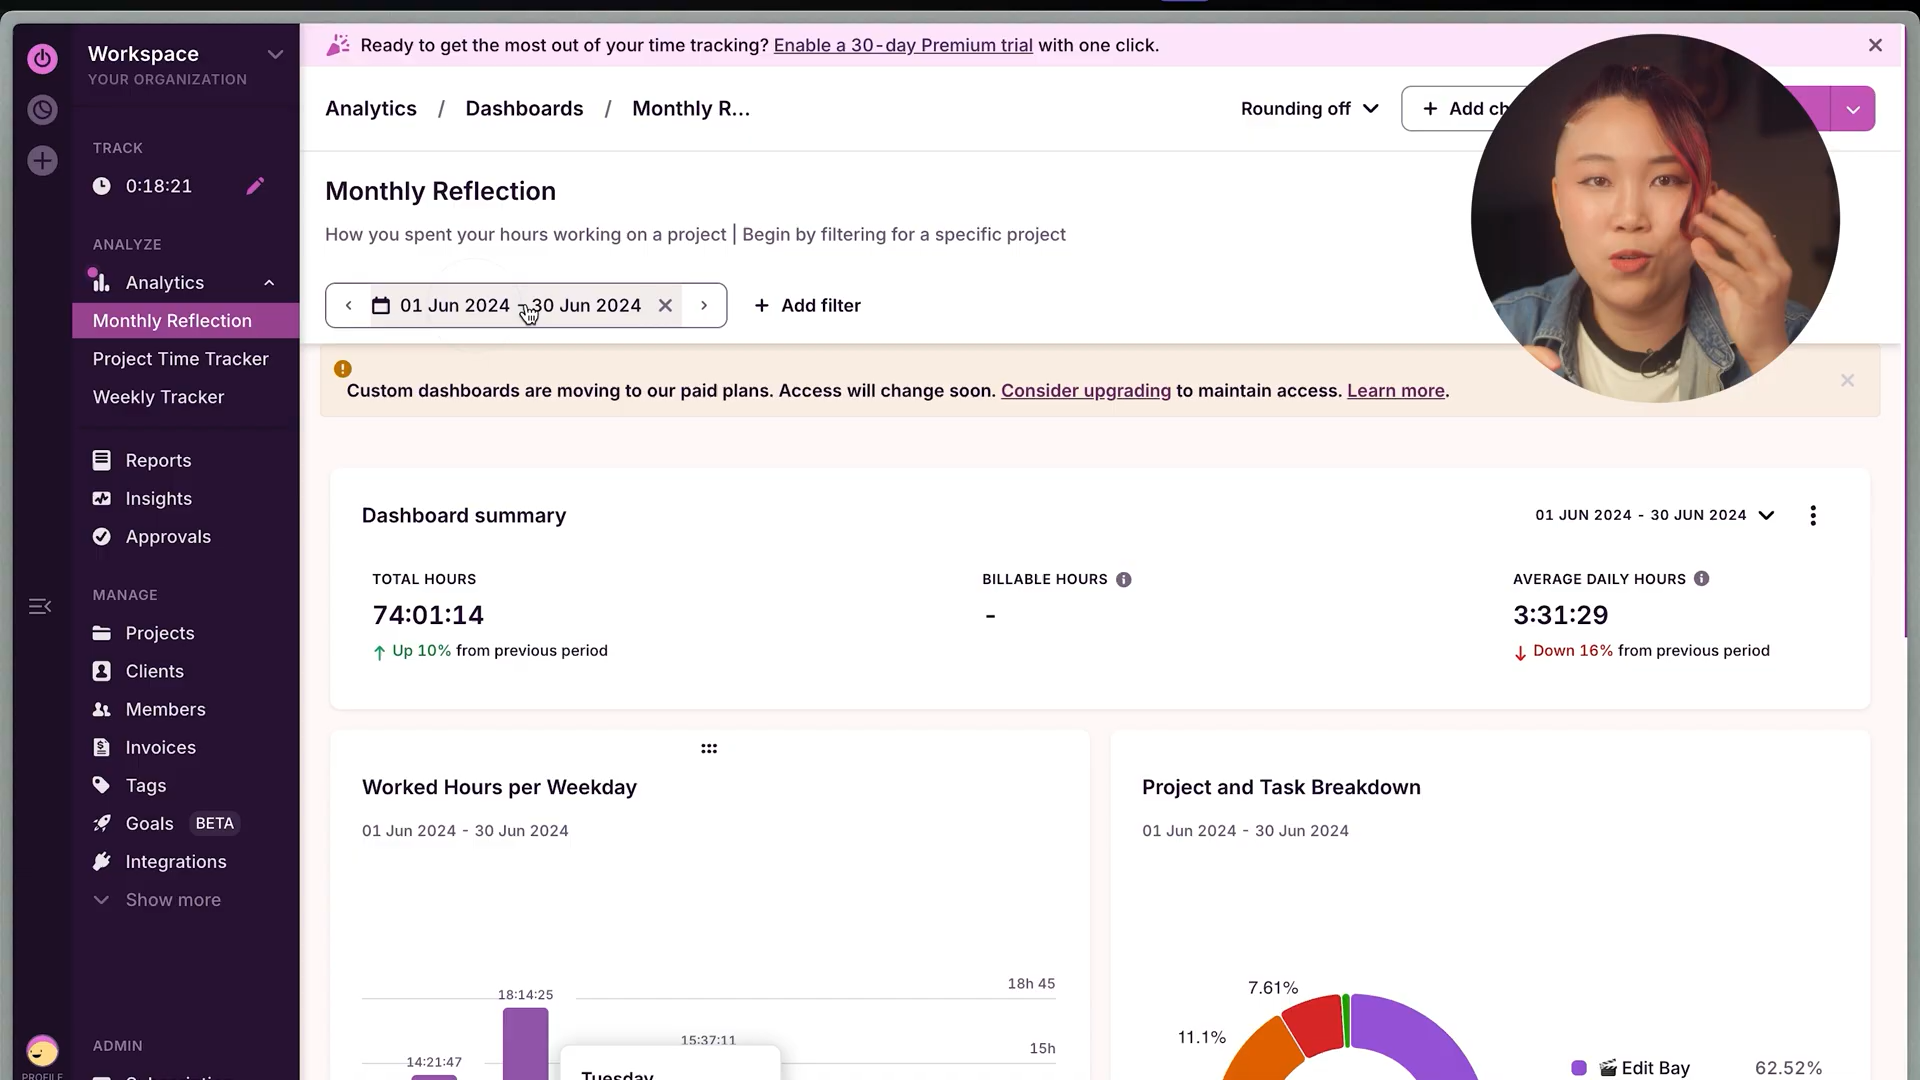 Workspace
YOUR ORGANIZATION
TRACK
0:18:21
ANALYZE
Analytics
Monthly Reflection
Project Time Tracker
Weekly Tracker
Reports
Insights
Approvals
MANAGE
Projects
Clients
Members
Invoices
Tags
Goals BETA
Integrations
Show more
ADMIN
PROFILE
Ready to get the most out of your time tracking? Enable a 30-day Premium trial with one click.
Analytics / Dashboards / Monthly R...
Rounding off
+ Add ch
Monthly Reflection
How you spent your hours working on a project | Begin by filtering for a specific project
01 Jun 2024 - 30 Jun 2024
+ Add filter
Custom dashboards are moving to our paid plans. Access will change soon. Consider upgrading to maintain access. Learn more.
Dashboard summary
01 JUN 2024 - 30 JUN 2024
TOTAL HOURS
74:01:14
↑ Up 10% from previous period
BILLABLE HOURS
-
AVERAGE DAILY HOURS
3:31:29
↓ Down 16% from previous period
Worked Hours per Weekday
01 Jun 2024 - 30 Jun 2024
18h 45
18:14:25
15:37:11
15h
14:21:47
Tuesday
Project and Task Breakdown
01 Jun 2024 - 30 Jun 2024
7.61%
11.1%
Edit Bay 62.52%